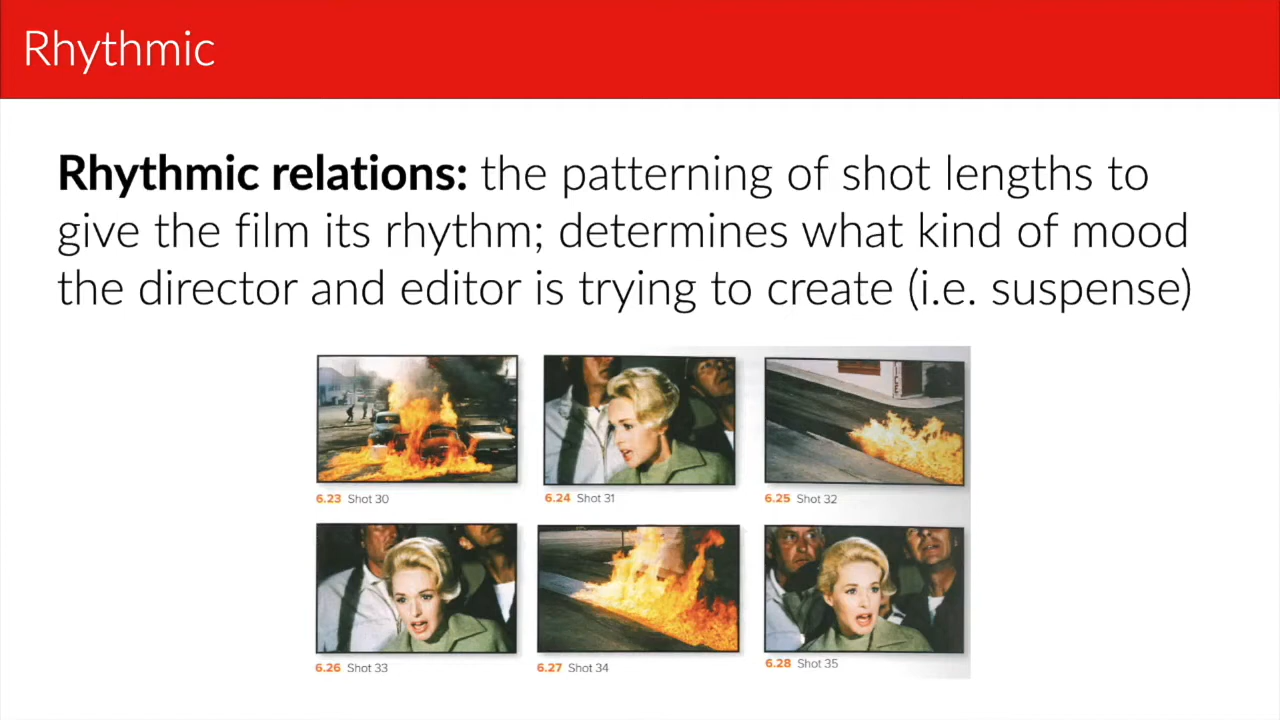 Rhythmic
Rhythmic relations: the patterning of shot lengths to
give the film its rhythm; determines what kind of mood
the director and editor is trying to create (i.e. suspense)
6.23 Shot 30
6.24 Shot 31
6.25 Shot 32
6.26 Shot 33
6.27 Shot 34
6.28 Shot 35